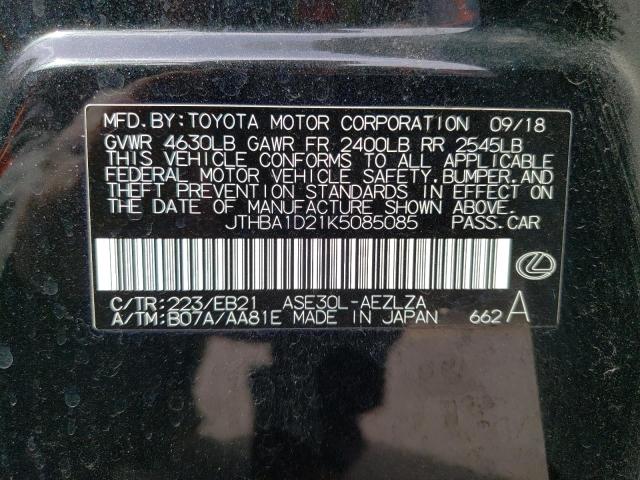 MFD.BY:TOYOTA MOTOR CORPORATION 09/18
GVWR 4630LB GAWR FR 2400LB RR 2545LB
THIS VEHICLE CONFORMS TO ALL APPLICABLE
FEDERAL MOTOR VEHICLE SAFETY,BUMPER,AND
THEFT PREVENTION STANDARDS IN EFFECT ON
THE DATE OF MANUFACTURE SHOWN ABOVE.
JTHBA1D21K5085085 PASS.CAR
C/TR:223/EB21 ASE30L-AEZLZA
A/TM:B07A/AA81E MADE IN JAPAN 662 A